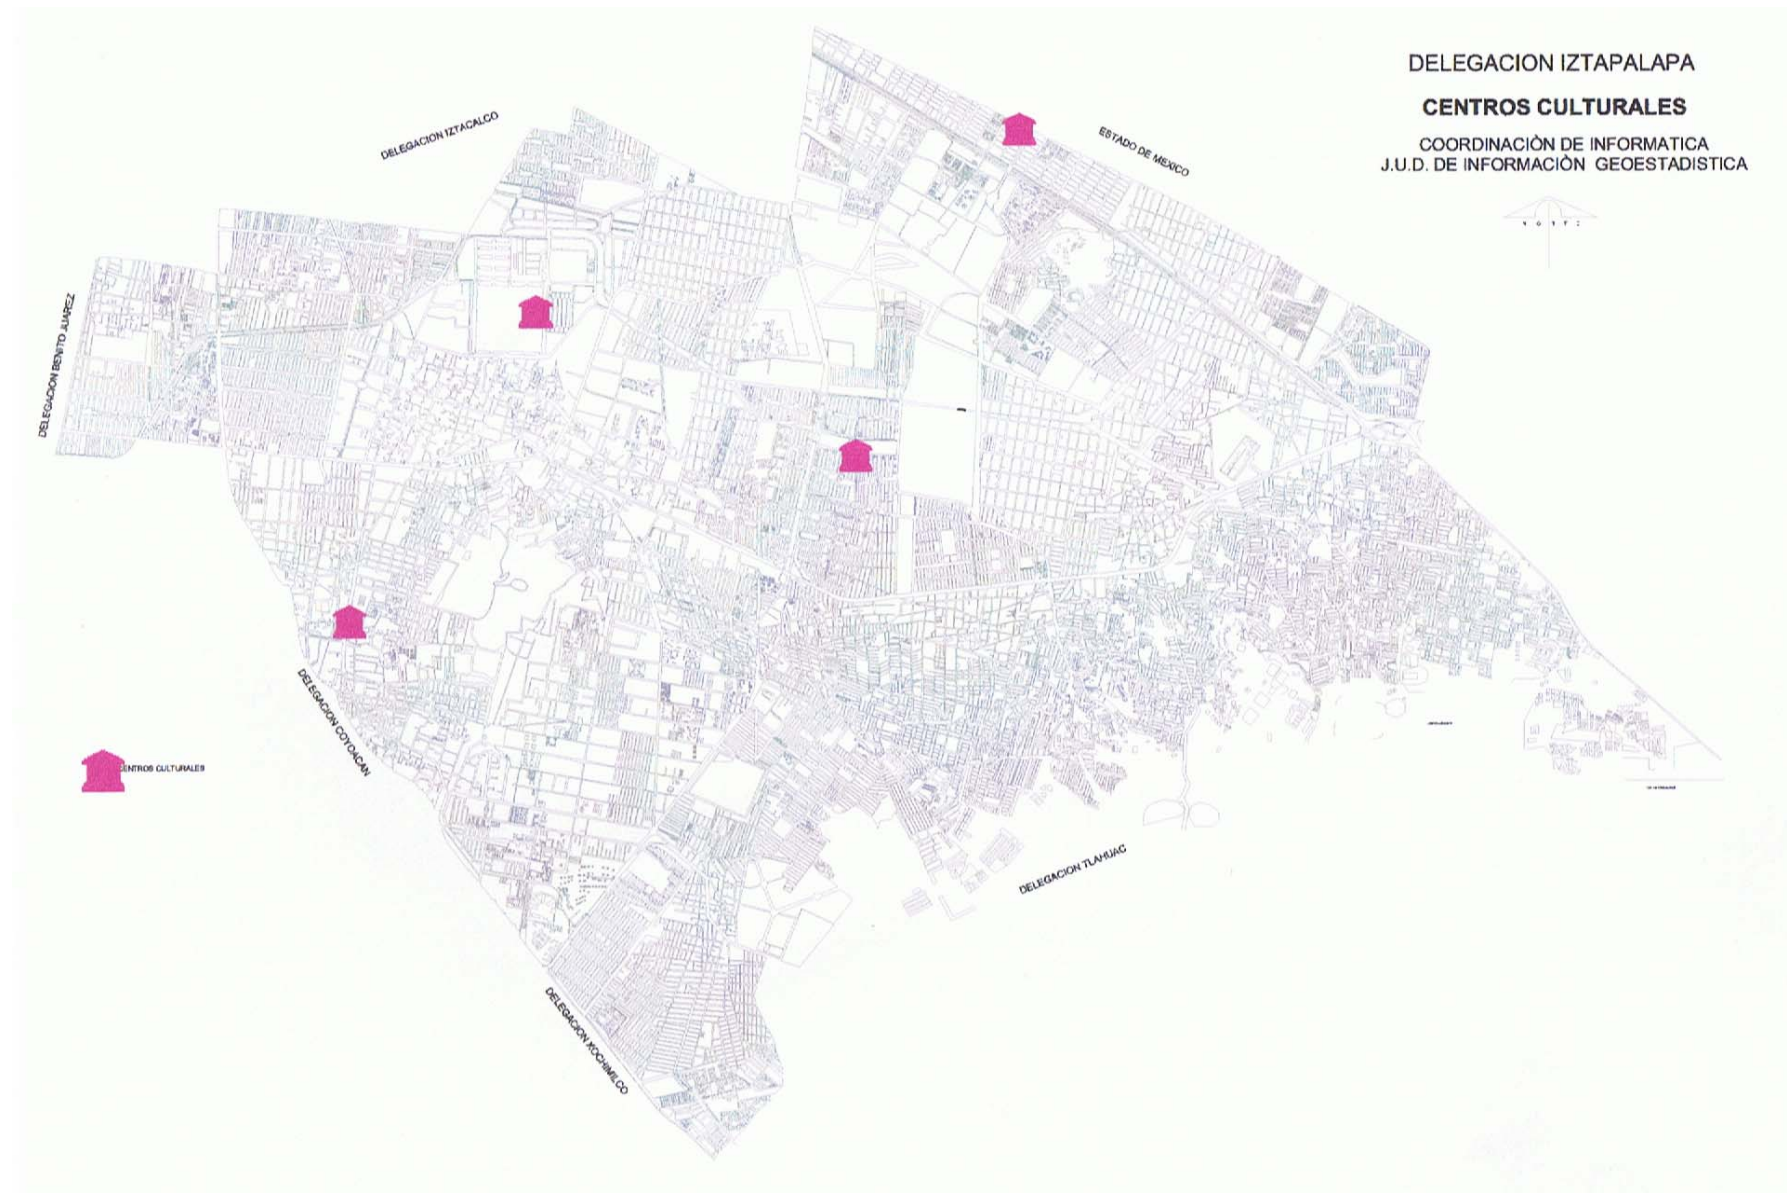 DELEGACION IZTAPALAPA
CENTROS CULTURALES
COORDINACIÒN DE INFORMATICA
J.U.D. DE INFORMACIÒN GEOESTADISTICA
N O R T E
DELEGACION IZTACALCO
ESTADO DE MEXICO
DELEGACION BENITO JUAREZ
DELEGACION COYOACAN
CENTROS CULTURALES
DELEGACION TLAHUAC
DELEGACION XOCHIMILCO